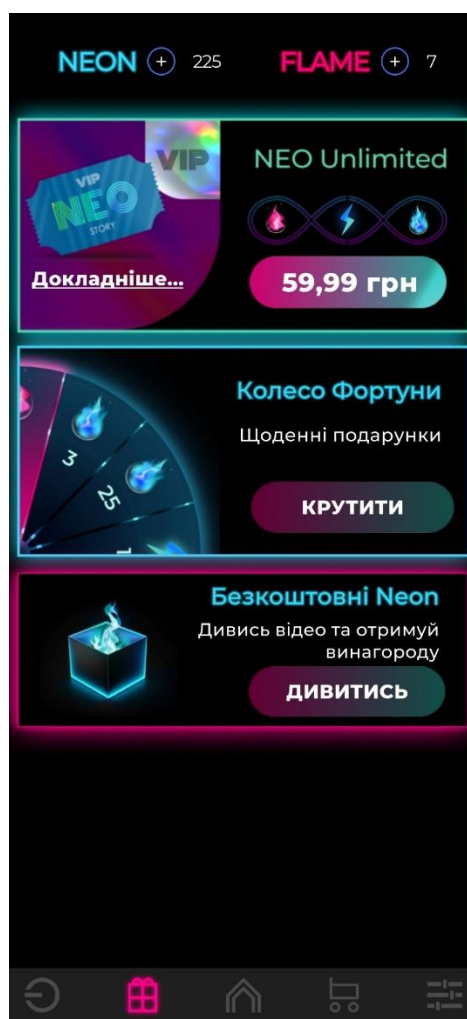 NEON + 225 FLAME + 7
VIP
NEO Unlimited
VIP
NEO
STORY
Докладніше...
59,99 грн
Колесо Фортуни
Щоденні подарунки
3
25
КРУТИТИ
Безкоштовні Neon
Дивись відео та отримуй
винагороду
ДИВИТИСЬ